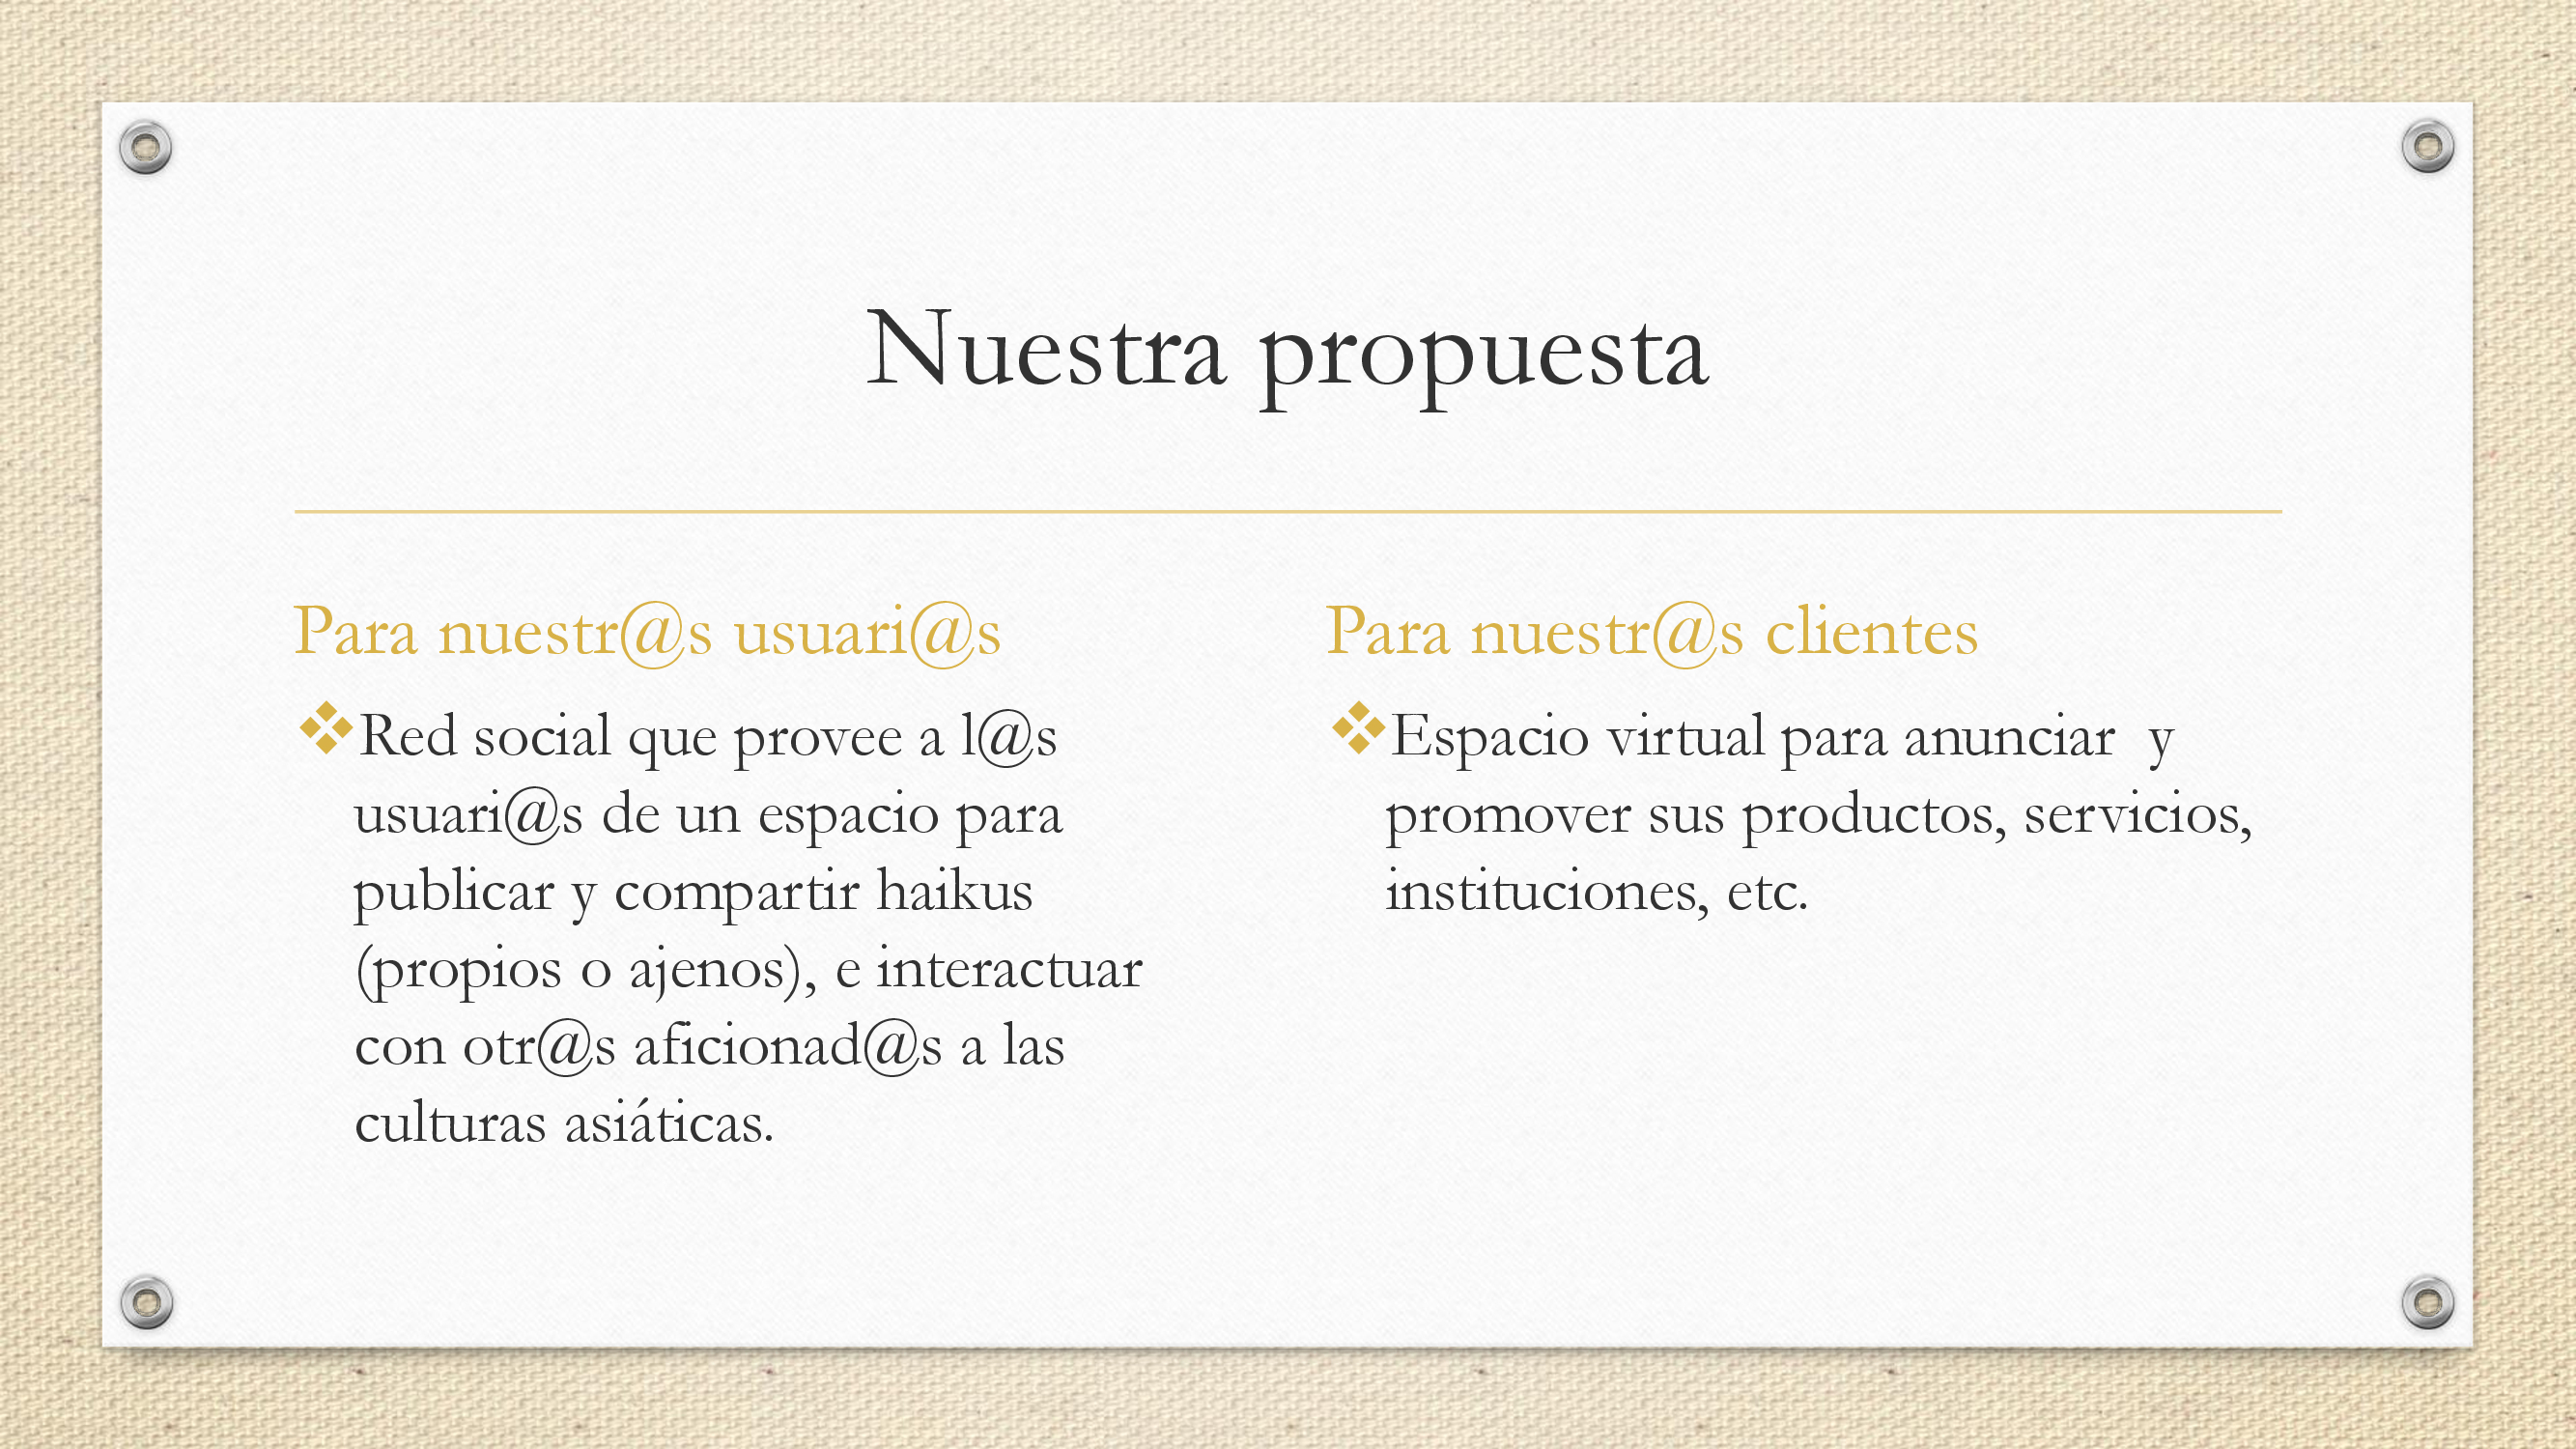 Nuestra propuesta
Para nuestr@s usuari@s
❖Red social que provee a l@s
usuari@s de un espacio para
publicar y compartir haikus
(propios o ajenos), e interactuar
con otr@s aficionad@s a las
culturas asiáticas.
Para nuestr@s clientes
❖Espacio virtual para anunciar  y
promover sus productos, servicios,
instituciones, etc.